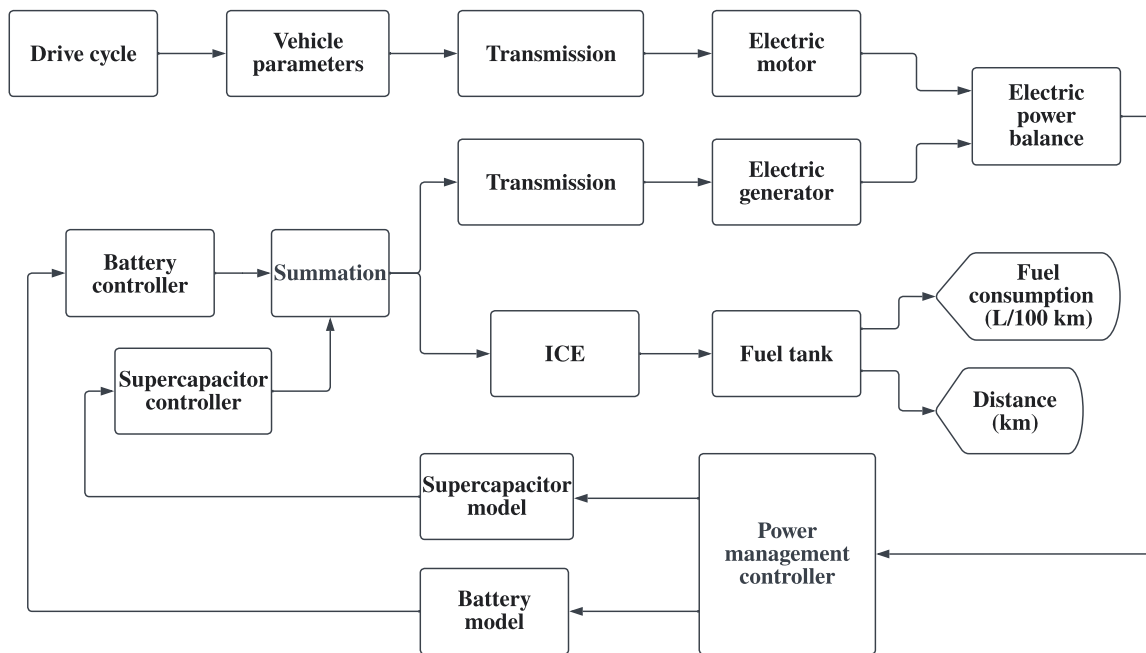 Drive cycle
Vehicle
parameters
Transmission
Electric
motor
Electric
power
balance
Transmission
Electric
generator
Battery
controller
Summation
Fuel
consumption
(L/100 km)
ICE
Fuel tank
Supercapacitor
controller
Distance
(km)
Supercapacitor
model
Power
management
controller
Battery
model